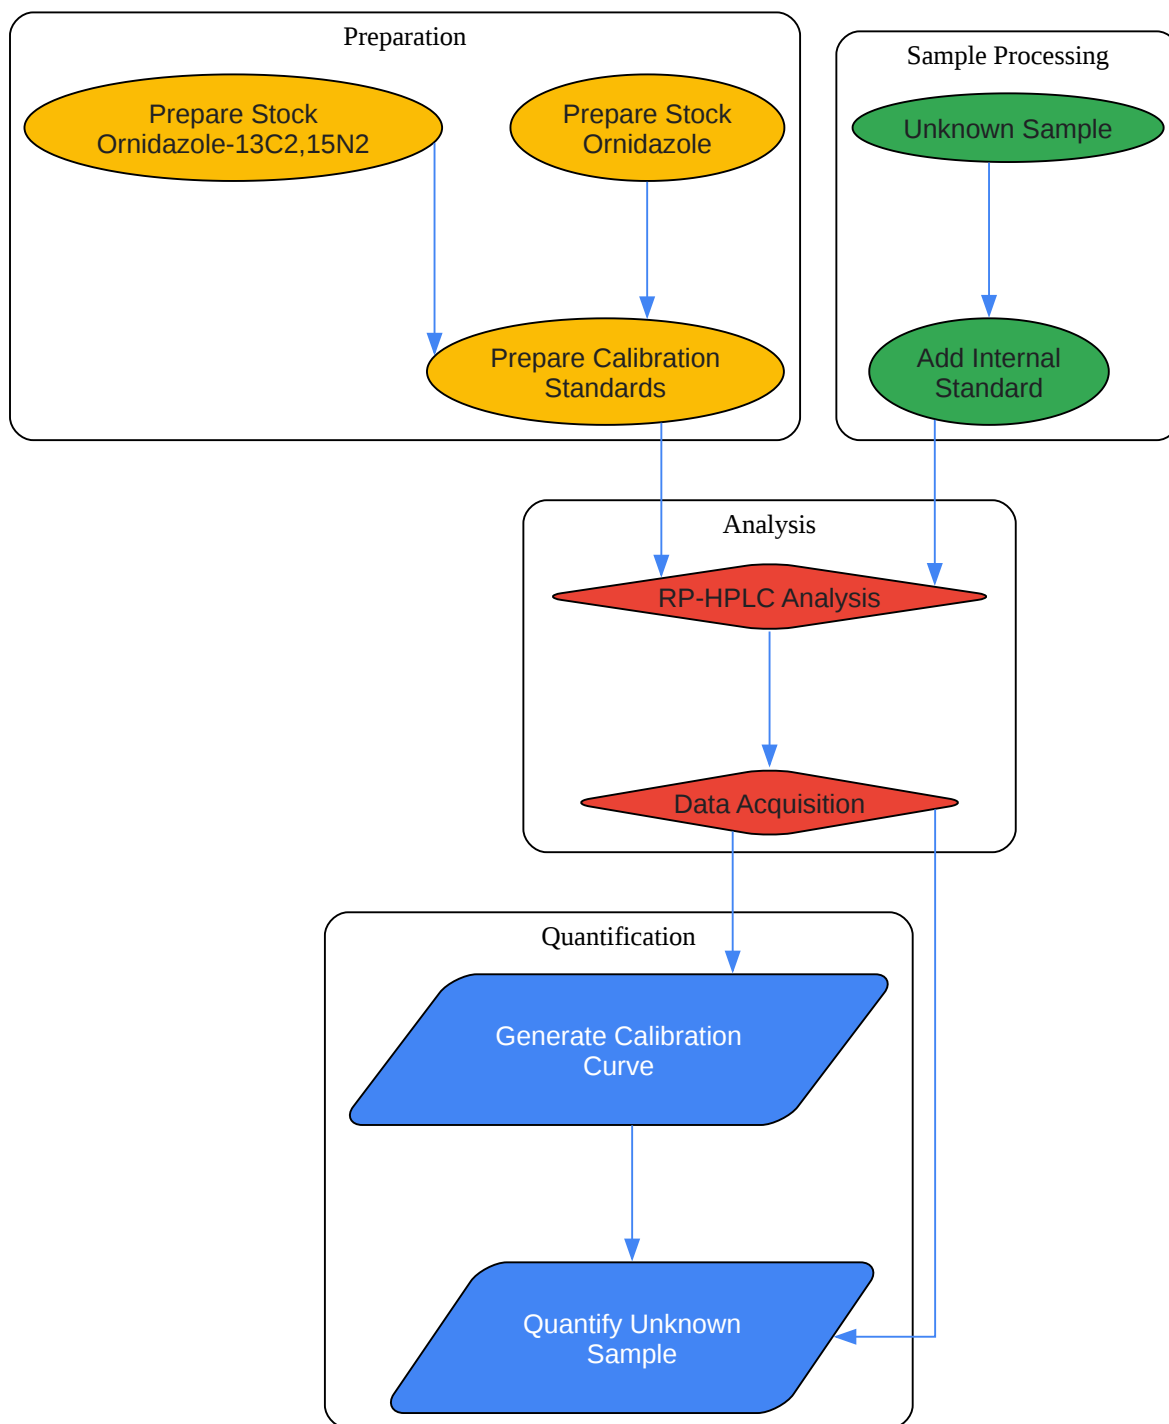 Preparation
Prepare Stock
Ornidazole-13C2,15N2
Prepare Stock
Ornidazole
Prepare Calibration
Standards
Sample Processing
Unknown Sample
Add Internal
Standard
Analysis
RP-HPLC Analysis
Data Acquisition
Quantification
Generate Calibration
Curve
Quantify Unknown
Sample